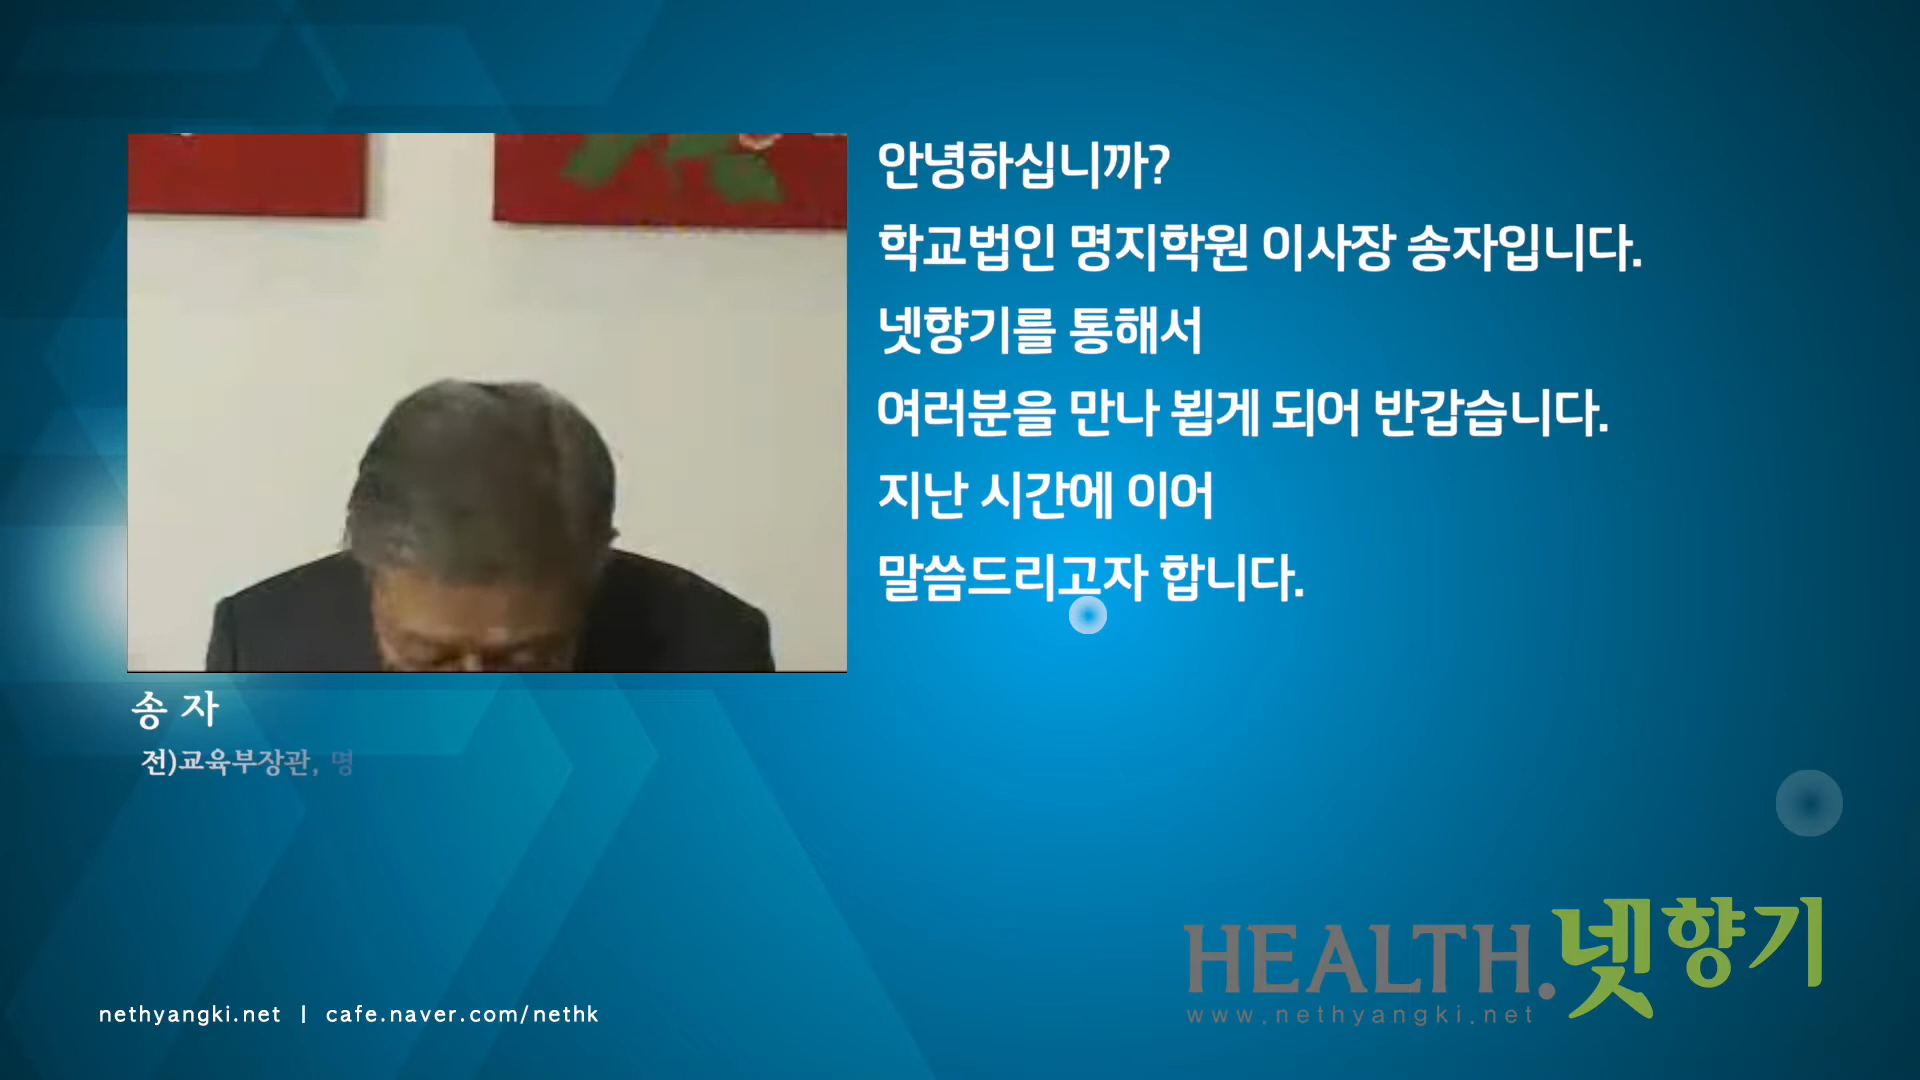 안녕하십니까?
학교법인 명지학원 이사장 송자입니다.
넷향기를 통해서
여러분을 만나 뵙게 되어 반갑습니다.
지난 시간에 이어
말씀드리고자 합니다.
송 자
전)교육부장관, 명
HEALTH.넷향기
www.nethyangki.net
nethyangki.net | cafe.naver.com/nethk